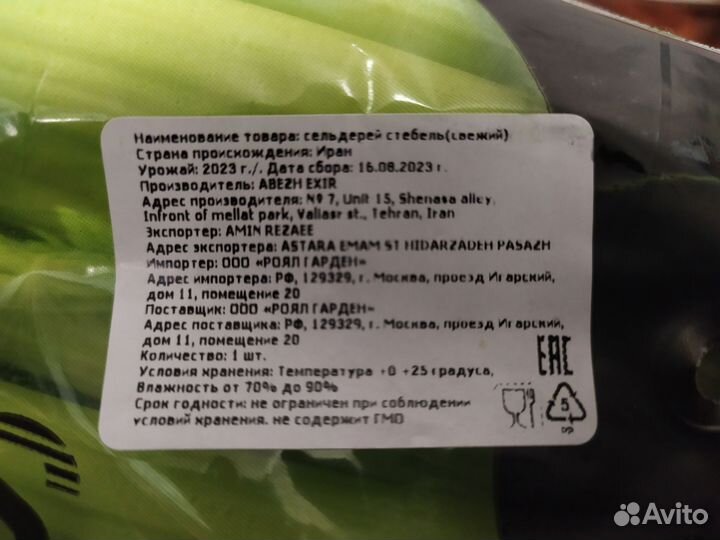 Наименование товара: сельдерей стебель(свежий)
Страна происхождения: Иран
Урожай: 2023 г./. Дата сбора: 16.08.2023 г.
Производитель: ABEZH EXIR
Адрес производителя: № 7, Unit 15, Shenasa alley,
Infront of mellat park, Valiasr st., Tehran, Iran
Экспортер: AMIN REZAEE
Адрес экспортера: ASTARA EMAM ST HIDARZADEH PASAZH
Импортер: ООО «РОЯЛ ГАРДЕН»
Адрес импортера: РФ, 129329, г. Москва, проезд Игарский,
дом 11, помещение 20
Поставщик: ООО «РОЯЛ ГАРДЕН»
Адрес поставщика: РФ, 129329, г. Москва, проезд Игарский,
дом 11, помещение 20
Количество: 1 шт.
Условия хранения: Температура +0 +25 градуса,
Влажность от 70% до 90%
Срок годности: не ограничен при соблюдении
условий хранения. не содержит ГМО
EAC
5
PP
Avito